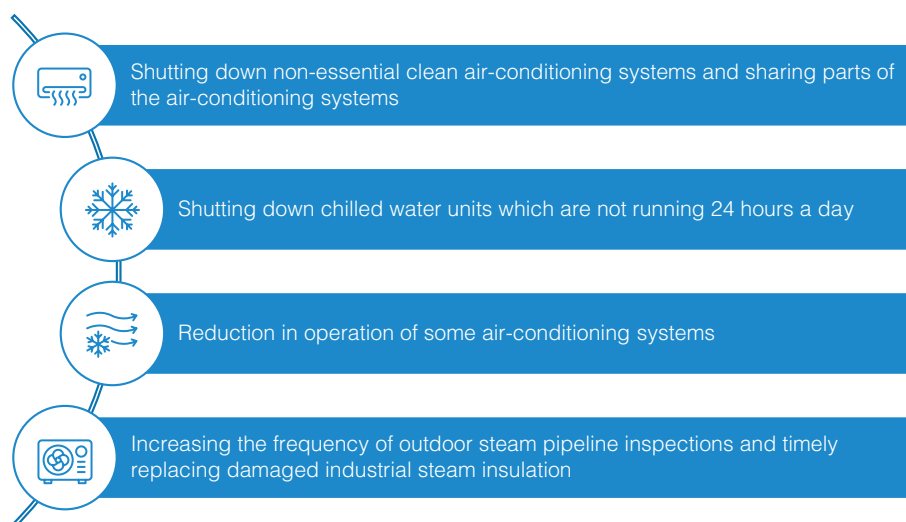 Shutting down non-essential clean air-conditioning systems and sharing parts of
the air-conditioning systems
Shutting down chilled water units which are not running 24 hours a day
Reduction in operation of some air-conditioning systems
Increasing the frequency of outdoor steam pipeline inspections and timely
replacing damaged industrial steam insulation